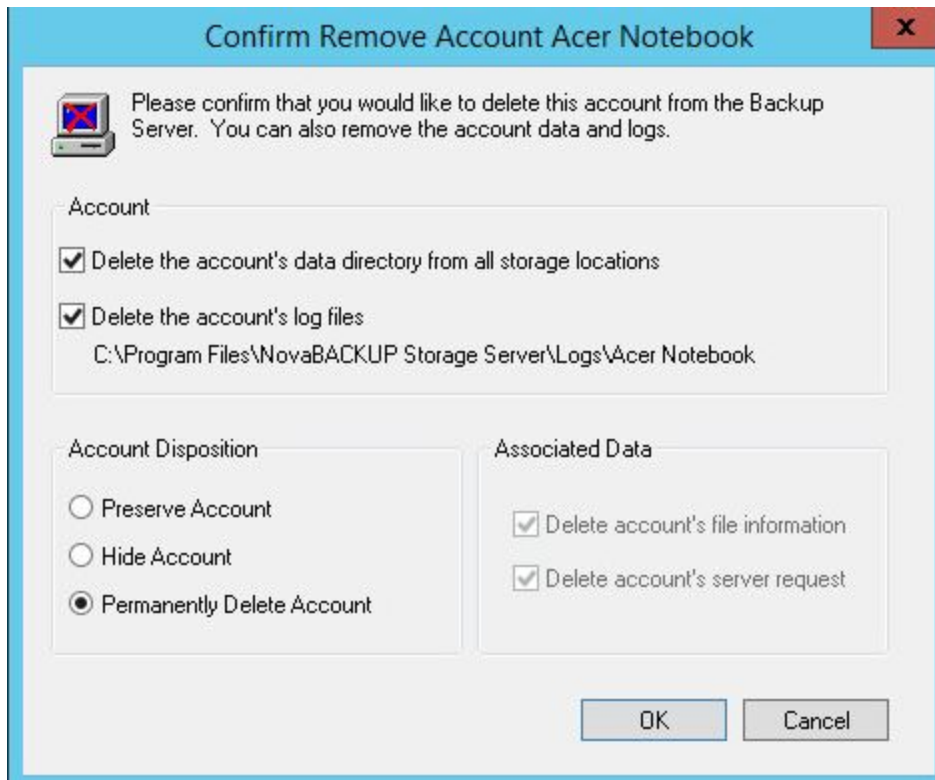 Confirm Remove Account Acer Notebook
x
Please confirm that you would like to delete this account from the Backup
Server. You can also remove the account data and logs.
Account
Delete the account's data directory from all storage locations
Delete the account's log files
C:\Program Files\NovaBACKUP Storage Server\Logs\Acer Notebook
Account Disposition
Preserve Account
Hide Account
Permanently Delete Account
Associated Data
Delete account's file information
Delete account's server request
OK
Cancel